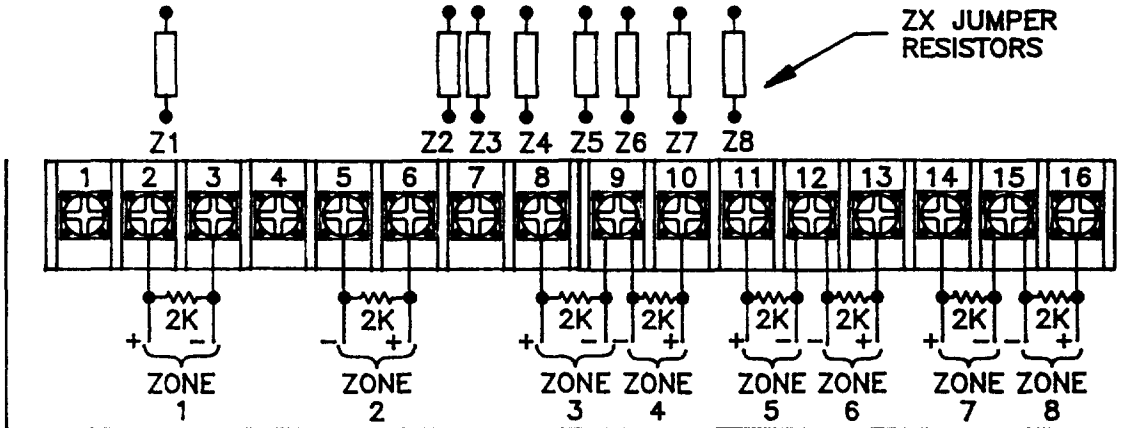 ZX JUMPER
RESISTORS
Z1 Z2 Z3 Z4 Z5 Z6 Z7 Z8
1 2 3 4 5 6 7 8 9 10 11 12 13 14 15 16
2K 2K 2K 2K 2K 2K 2K 2K
+ - - + + - - + + - - + + - - +
ZONE ZONE ZONE ZONE ZONE ZONE ZONE ZONE
1 2 3 4 5 6 7 8